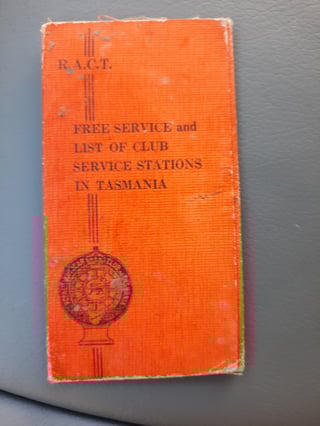 R.A.C.T.
FREE SERVICE and
LIST OF CLUB
SERVICE STATIONS
IN TASMANIA